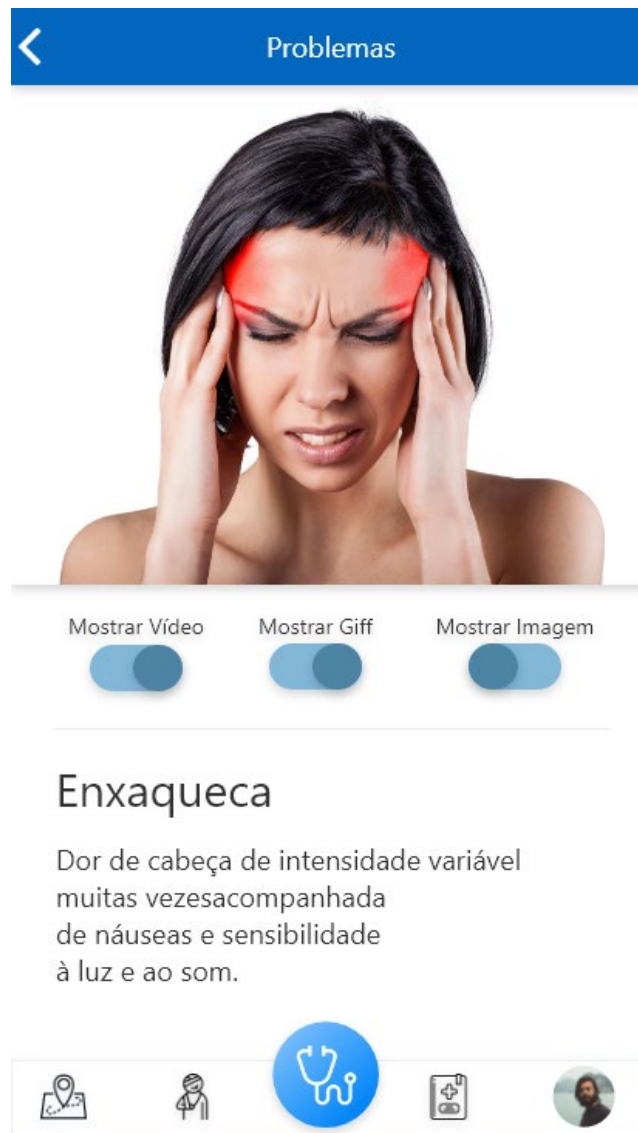 Problemas
Mostrar Vídeo Mostrar Giff Mostrar Imagem
Enxaqueca
Dor de cabeça de intensidade variável
muitas vezesacompanhada
de náuseas e sensibilidade
à luz e ao som.